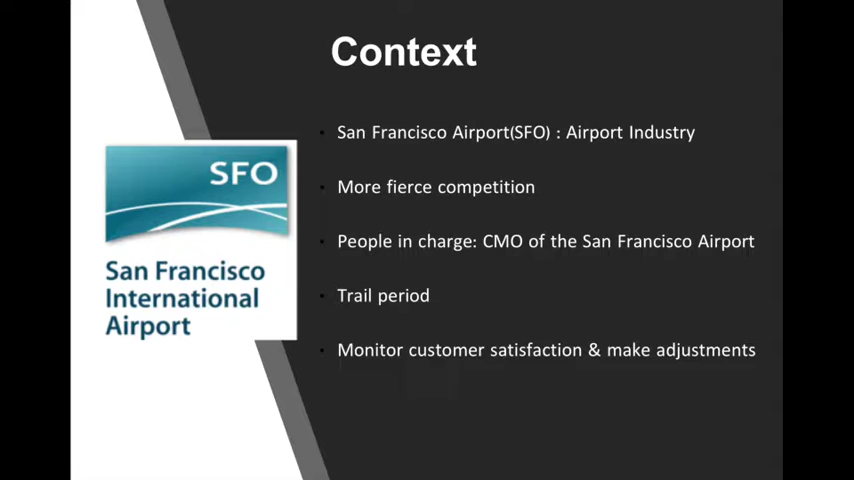 Context
SFO
San Francisco
International
Airport
San Francisco Airport(SFO) : Airport Industry
More fierce competition
People in charge: CMO of the San Francisco Airport
Trail period
Monitor customer satisfaction & make adjustments